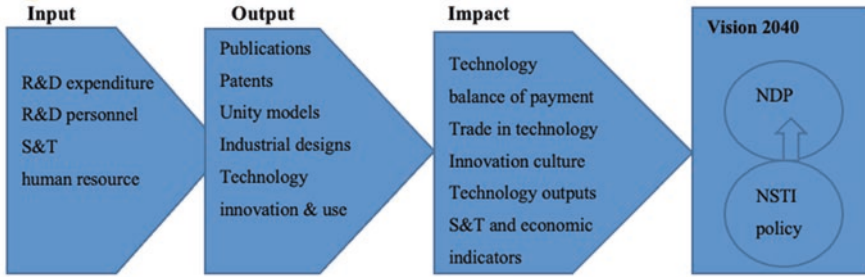 Input
R&D expenditure
R&D personnel
S&T
human resource
Output
Publications
Patents
Unity models
Industrial designs
Technology
innovation & use
Impact
Technology
balance of payment
Trade in technology
Innovation culture
Technology outputs
S&T and economic
indicators
Vision 2040
NDP
NSTI
policy